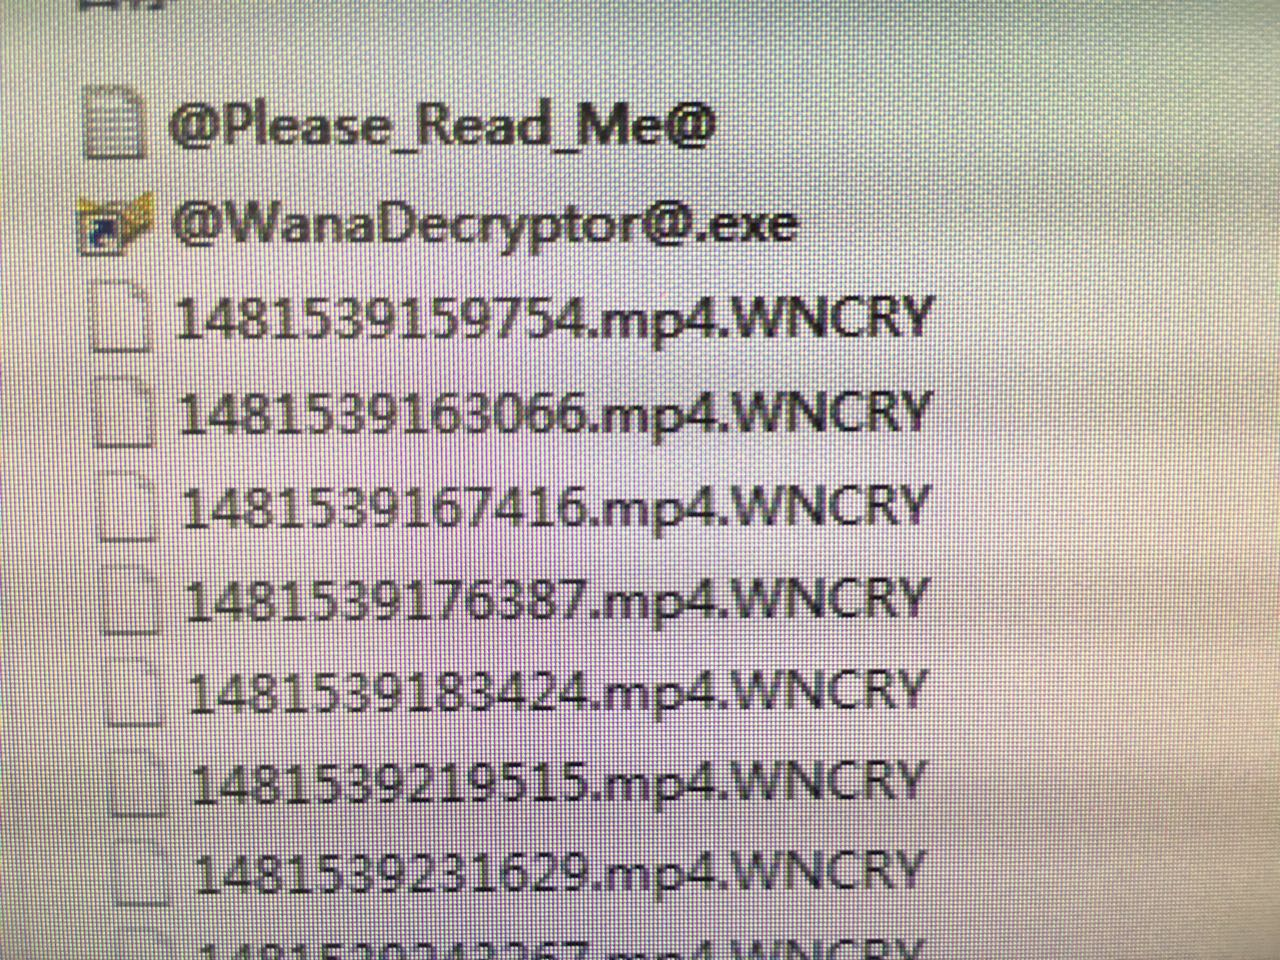 @Please_Read_Me@
@WanaDecryptor@.exe
1481539159754.mp4.WNCRY
1481539163066.mp4.WNCRY
1481539167416.mp4.WNCRY
1481539176387.mp4.WNCRY
1481539183424.mp4.WNCRY
1481539219515.mp4.WNCRY
1481539231629.mp4.WNCRY